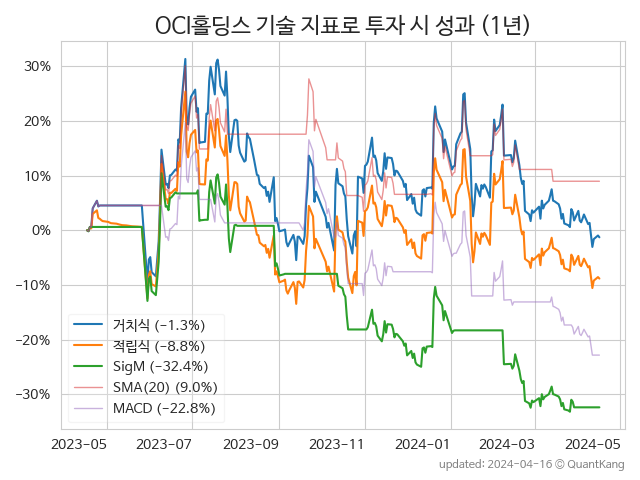 OCI홀딩스 기술 지표로 투자 시 성과 (1년)
30%
20%
10%
0%
−10%
−20%
−30%
거치식 (−1.3%)
적립식 (−8.8%)
SigM (−32.4%)
SMA(20) (9.0%)
MACD (−22.8%)
2023-05 2023-07 2023-09 2023-11 2024-01 2024-03 2024-05
updated: 2024-04-16 © QuantKang